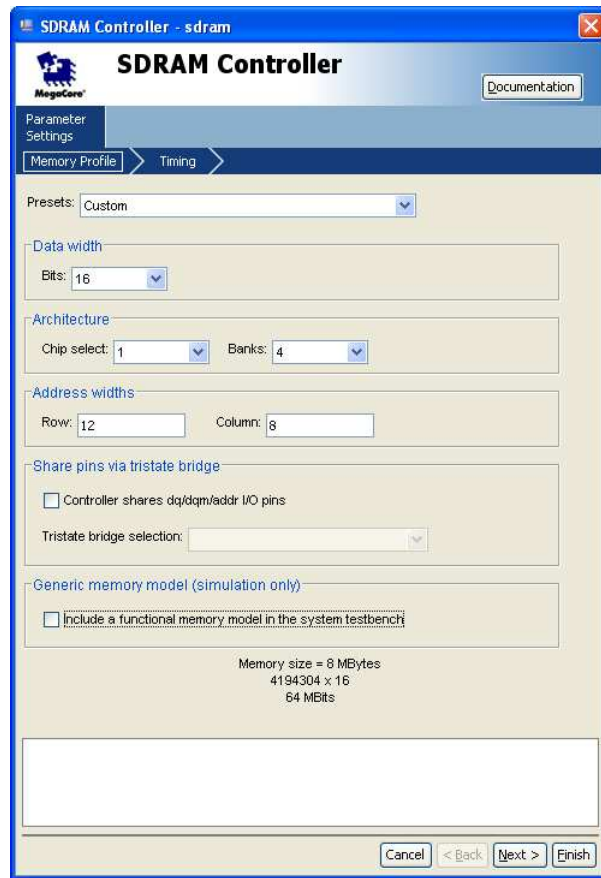 SDRAM Controller - sdram
SDRAM Controller
MegaCore'
Documentation
Parameter
Settings
Memory Profile
Timing
Presets: Custom
Data width
Bits: 16
Architecture
Chip select: 1 Banks: 4
Address widths
Row: 12 Column: 8
Share pins via tristate bridge
Controller shares dq/dqm/addr I/O pins
Tristate bridge selection:
Generic memory model (simulation only)
Include a functional memory model in the system testbench
Memory size = 8 MBytes
4194304 x 16
64 MBits
Cancel < Back Next > Finish